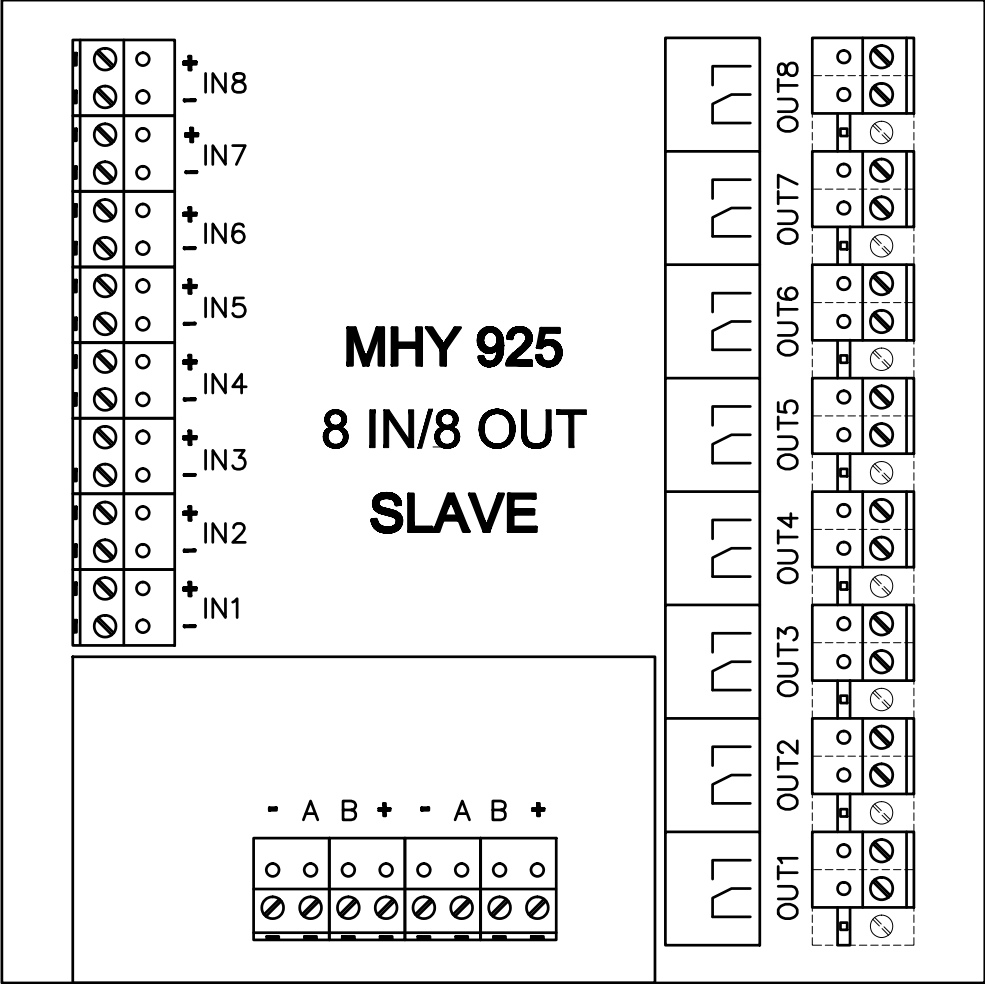 +
IN8
-
+
IN7
-
+
IN6
-
+
IN5
-
+
IN4
-
+
IN3
-
+
IN2
-
+
IN1
-
MHY 925
8 IN/8 OUT
SLAVE
OUT8
OUT7
OUT6
OUT5
OUT4
OUT3
OUT2
OUT1
- A B + - A B +